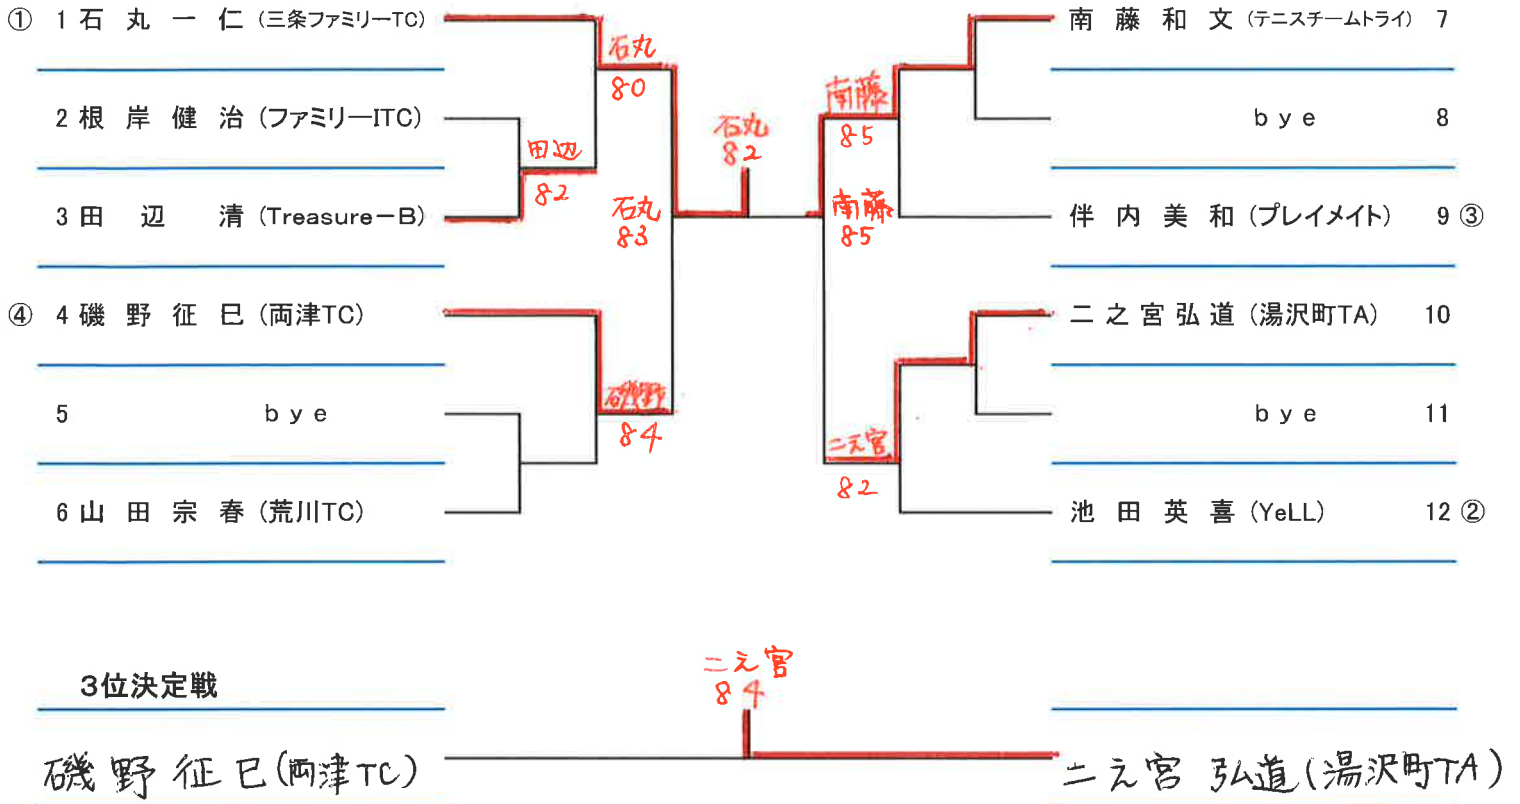 ① 1 石丸一仁 (三条ファミリーTC)
2 根岸健治 (ファミリーITC)
3 田辺清 (Treasure－B)
④ 4 磯野征巳 (両津TC)
5 bye
6 山田宗春 (荒川TC)
石丸
80
田辺
82
石丸
83
磯野
84
石丸
82
南藤
85
南藤
85
二之宮
82
南藤和文 (テニスチームトライ) 7
bye 8
伴内美和 (プレイメイト) 9 ③
二之宮弘道 (湯沢町TA) 10
bye 11
池田英喜 (YeLL) 12 ②
3位決定戦
二之宮
84
磯野征巳(両津TC)
二之宮 弘道(湯沢町TA)